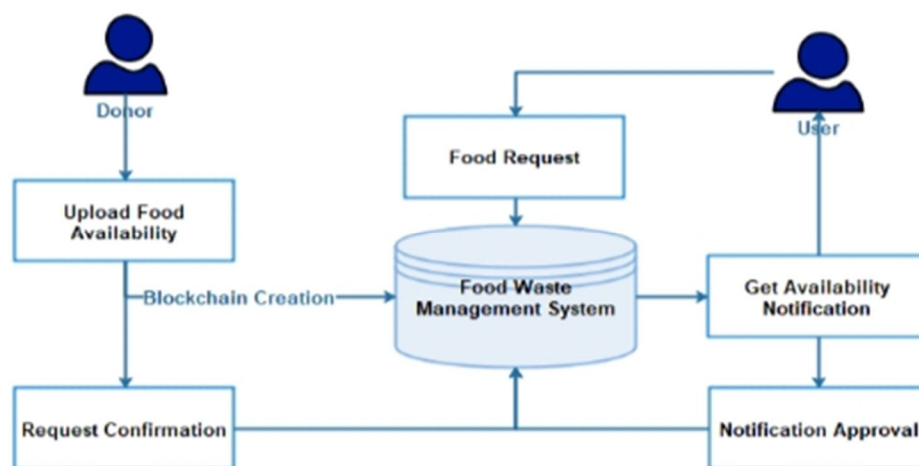 Donor
User
Food Request
Upload Food
Availability
Blockchain Creation
Food Waste
Management System
Get Availability
Notification
Request Confirmation
Notification Approval